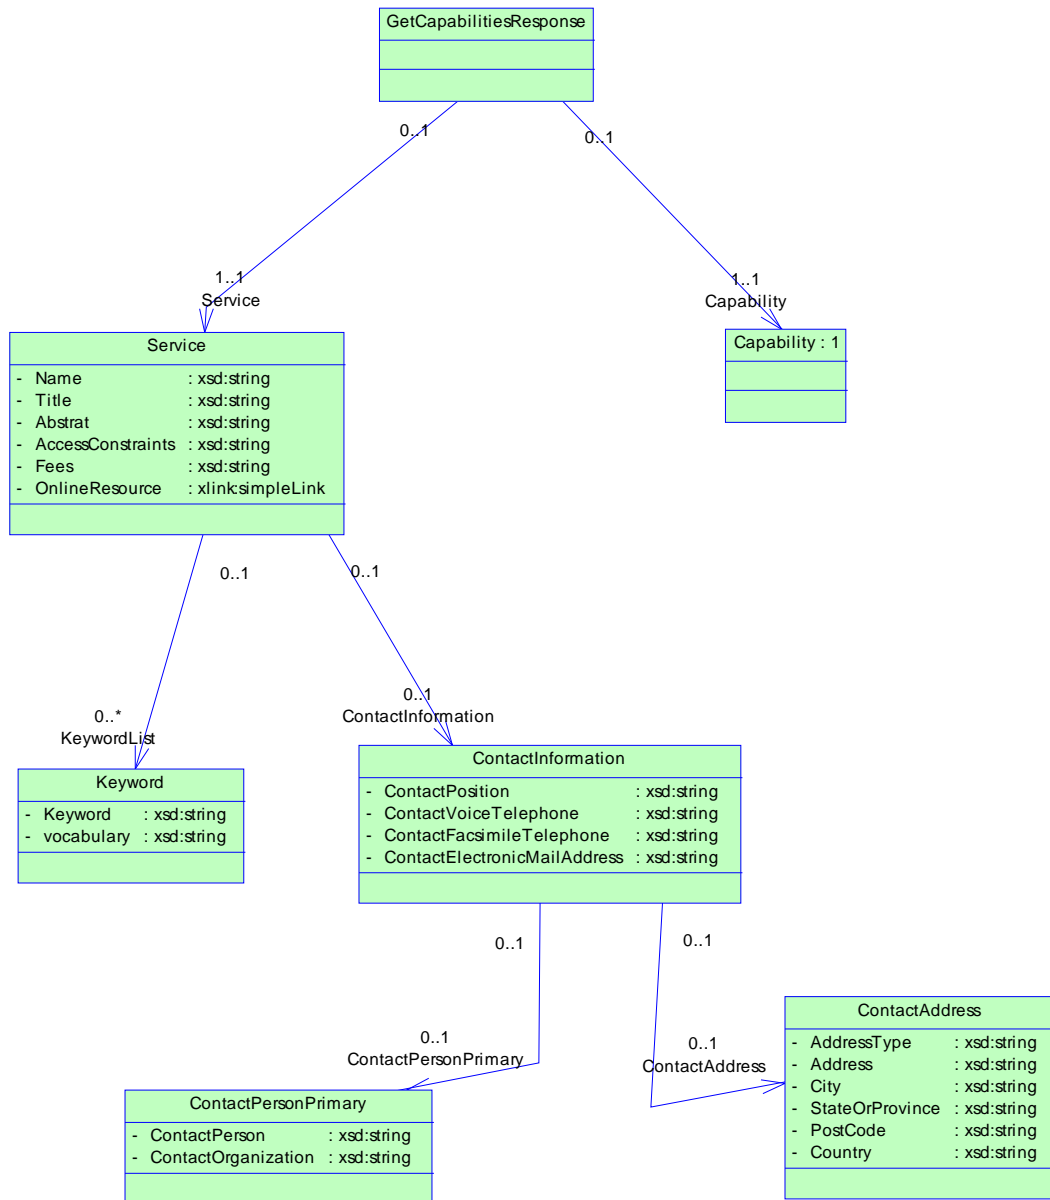 GetCapabilitiesResponse
0..1
0..1
1..1
Service
1..1
Capability
Service
- Name : xsd:string
- Title : xsd:string
- Abstrat : xsd:string
- AccessConstraints : xsd:string
- Fees : xsd:string
- OnlineResource : xlink:simpleLink
Capability : 1
0..1
0..1
0..*
KeywordList
0..1
ContactInformation
Keyword
- Keyword : xsd:string
- vocabulary : xsd:string
ContactInformation
- ContactPosition : xsd:string
- ContactVoiceTelephone : xsd:string
- ContactFacsimileTelephone : xsd:string
- ContactElectronicMailAddress : xsd:string
0..1
0..1
0..1
ContactPersonPrimary
0..1
ContactAddress
ContactPersonPrimary
- ContactPerson : xsd:string
- ContactOrganization : xsd:string
ContactAddress
- AddressType : xsd:string
- Address : xsd:string
- City : xsd:string
- StateOrProvince : xsd:string
- PostCode : xsd:string
- Country : xsd:string